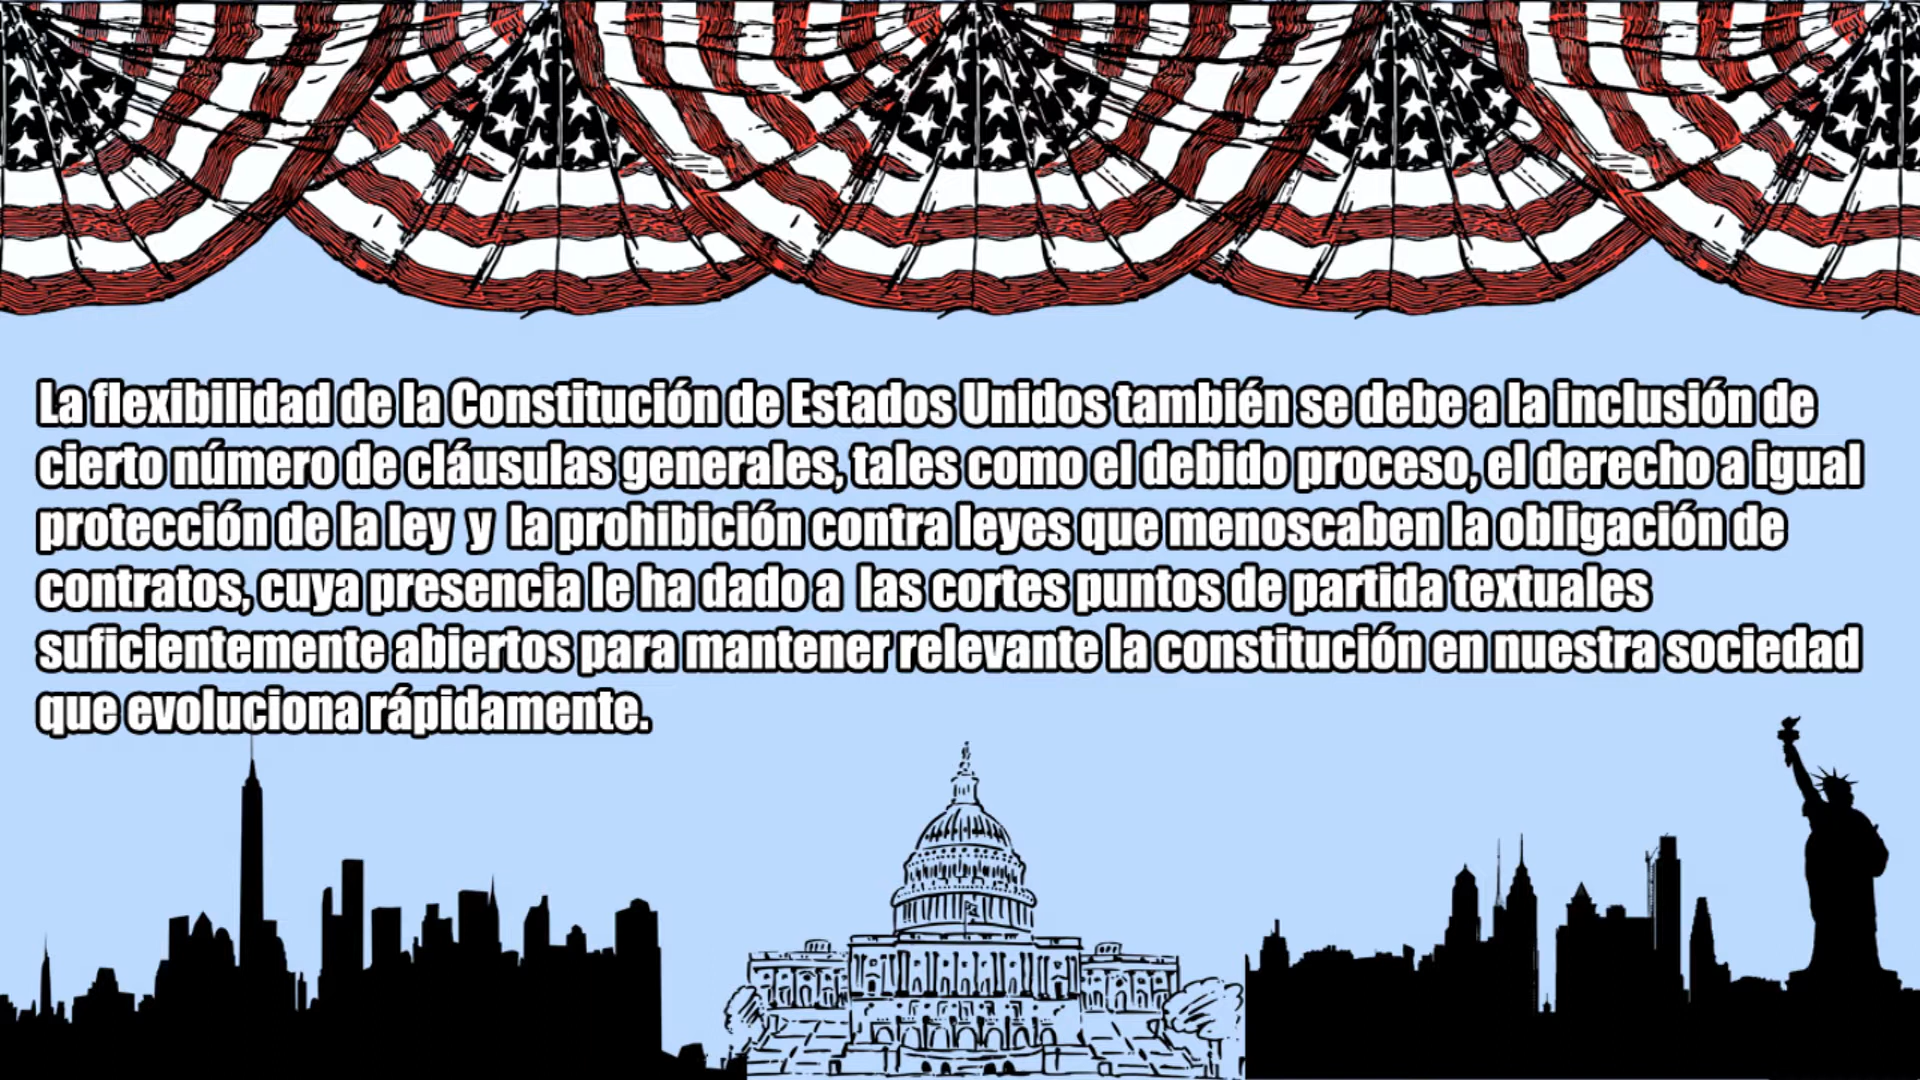 La flexibilidad de la Constitución de Estados Unidos también se debe a la inclusión de
cierto número de cláusulas generales, tales como el debido proceso, el derecho a igual
protección de la ley y la prohibición contra leyes que menoscaben la obligación de
contratos, cuya presencia le ha dado a las cortes puntos de partida textuales
suficientemente abiertos para mantener relevante la constitución en nuestra sociedad
que evoluciona rápidamente.